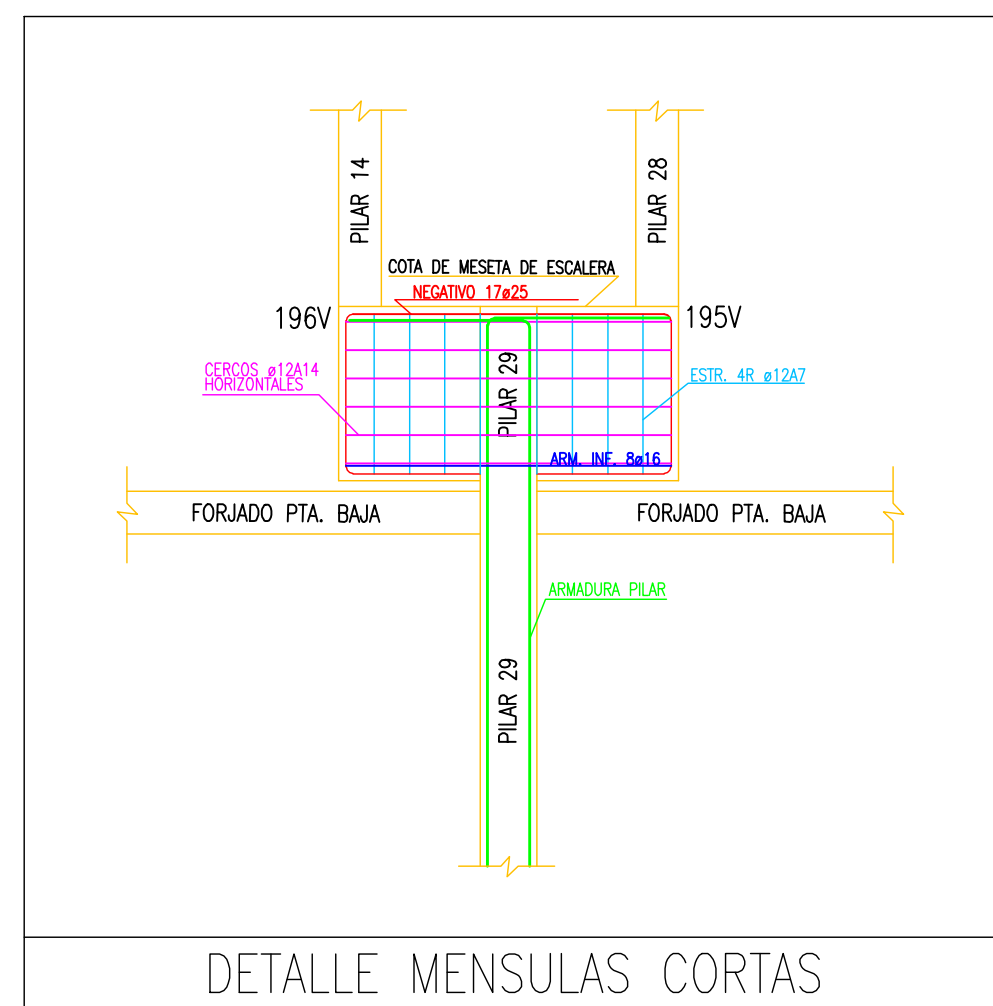 PILAR 14
PILAR 28
COTA DE MESETA DE ESCALERA
NEGATIVO 17ø25
196V
195V
PILAR 29
CERCOS ø12A14
HORIZONTALES
ESTR. 4R ø12A7
ARM. INF. 8ø16
FORJADO PTA. BAJA
FORJADO PTA. BAJA
ARMADURA PILAR
PILAR 29
DETALLE MENSULAS CORTAS